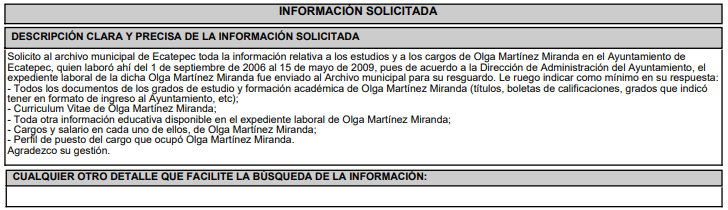 INFORMACIÓN SOLICITADA
DESCRIPCIÓN CLARA Y PRECISA DE LA INFORMACIÓN SOLICITADA
Solicito al archivo municipal de Ecatepec toda la información relativa a los estudios y a los cargos de Olga Martínez Miranda en el Ayuntamiento de
Ecatepec, quien laboró ahí del 1 de septiembre de 2006 al 15 de mayo de 2009, pues de acuerdo a la Dirección de Administración del Ayuntamiento, el
expediente laboral de la dicha Olga Martínez Miranda fue enviado al Archivo municipal para su resguardo. Le ruego indicar como mínimo en su respuesta:
- Todos los documentos de los grados de estudio y formación académica de Olga Martínez Miranda (títulos, boletas de calificaciones, grados que indicó
tener en formato de ingreso al Ayuntamiento, etc);
- Curriculum Vitae de Olga Martínez Miranda;
- Toda otra información educativa disponible en el expediente laboral de Olga Martínez Miranda;
- Cargos y salario en cada uno de ellos, de Olga Martínez Miranda;
- Perfil de puesto del cargo que ocupó Olga Martínez Miranda.
Agradezco su gestión.
CUALQUIER OTRO DETALLE QUE FACILITE LA BÚSQUEDA DE LA INFORMACIÓN: